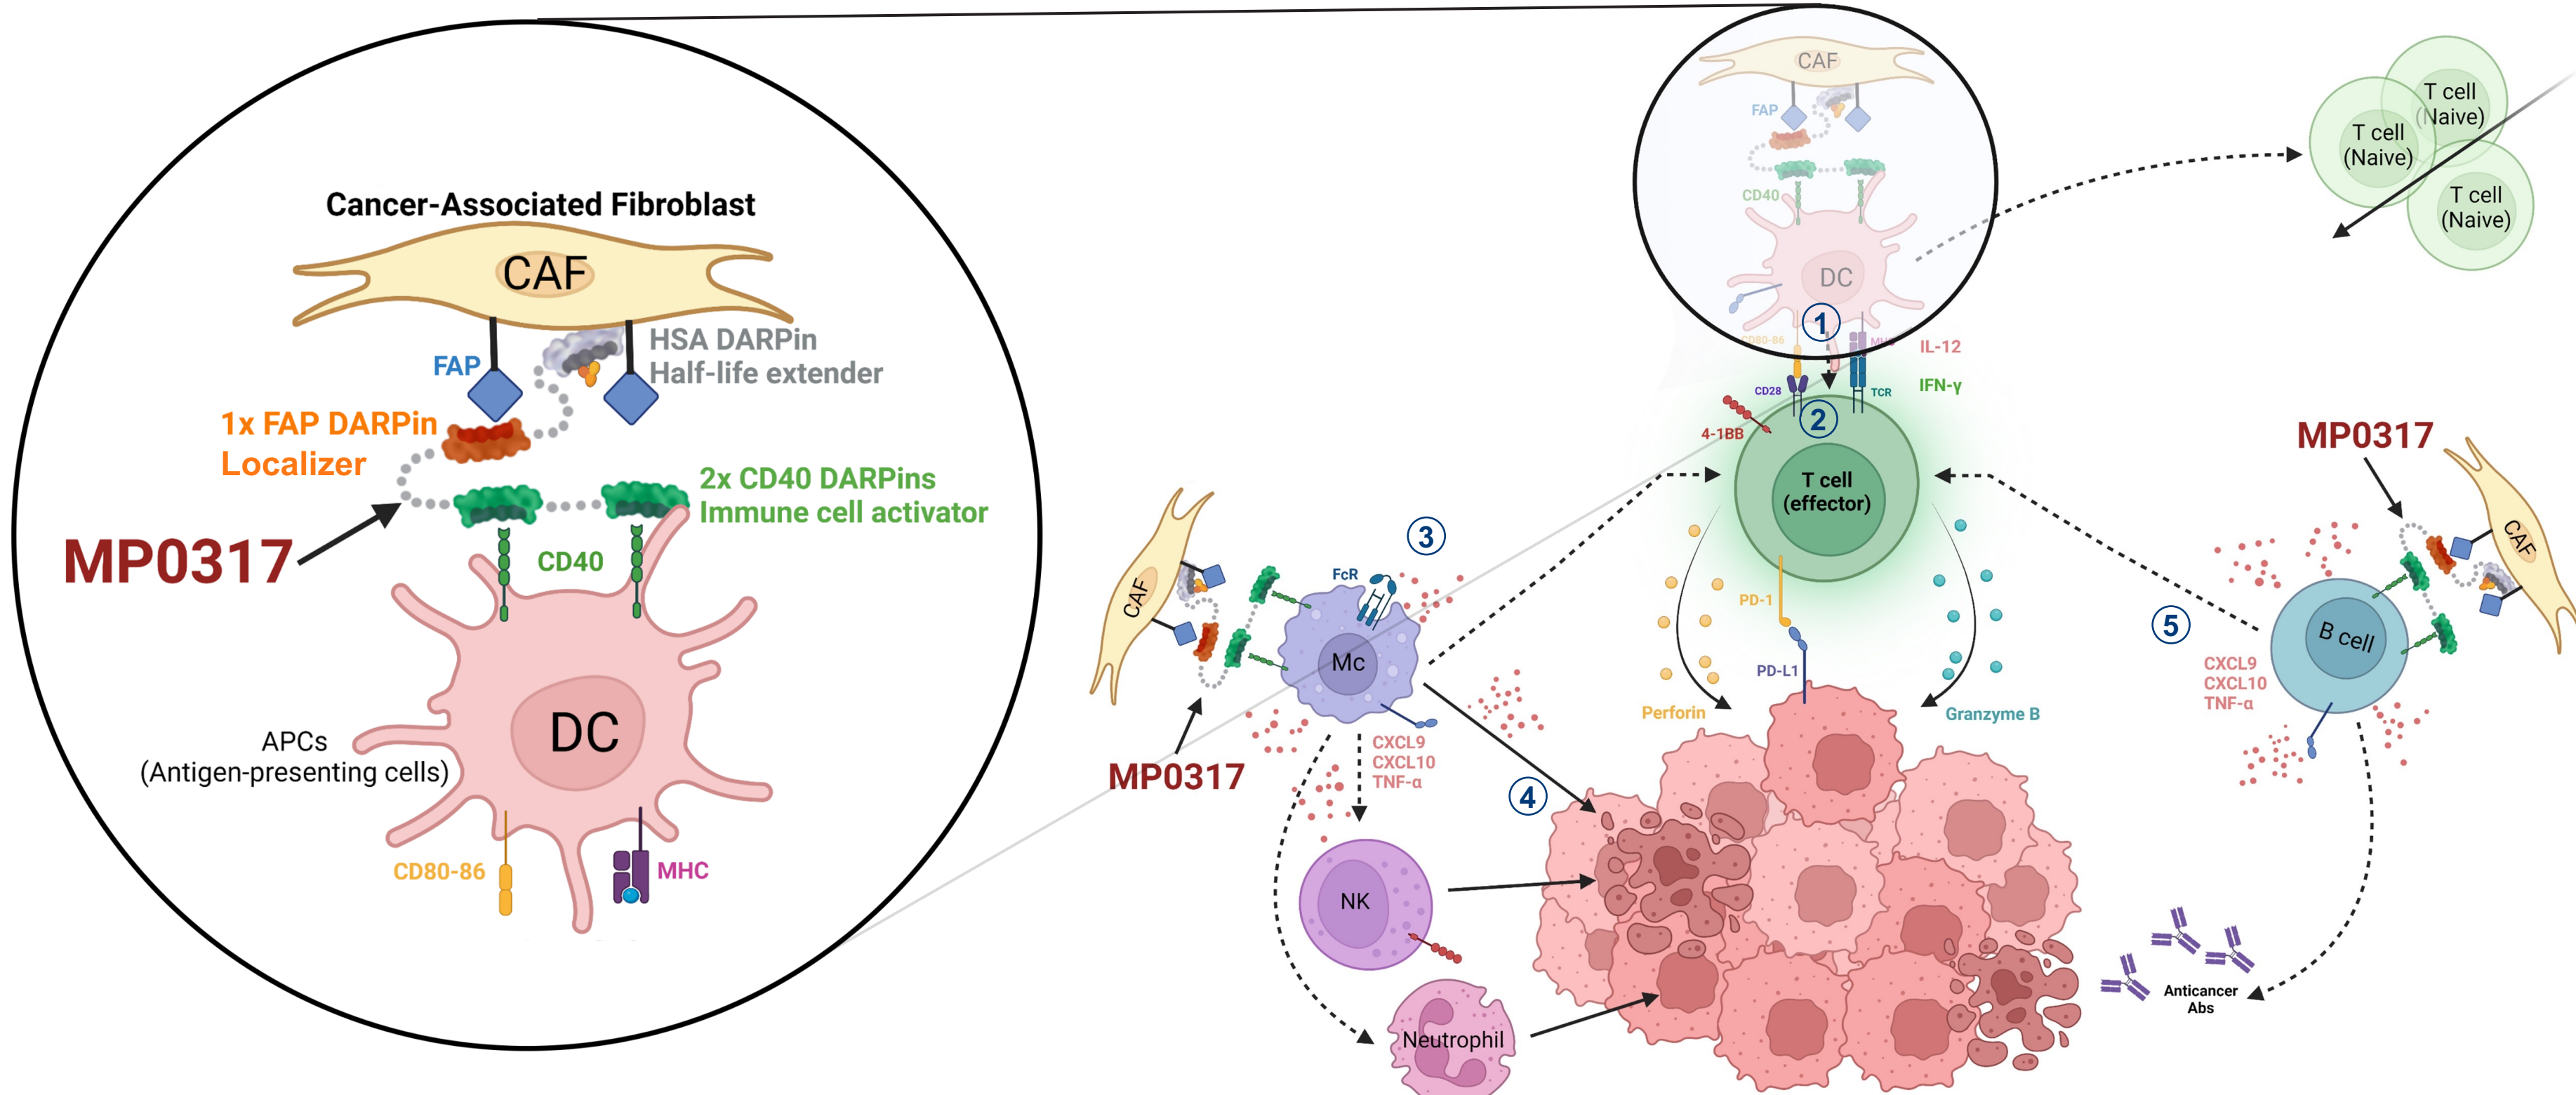 Cancer-Associated Fibroblast
CAF
FAP
HSA DARPin
Half-life extender
1x FAP DARPin
Localizer
2x CD40 DARPins
Immune cell activator
MP0317
CD40
DC
APCs
(Antigen-presenting cells)
CD80-86
MHC
CAF
FAP
CD40
DC
1
CD80-86
MHC
IL-12
IFN-γ
CD28
TCR
2
4-1BB
T cell
(effector)
T cell
(Naive)
T cell
(Naive)
T cell
(Naive)
3
CAF
FcR
Mc
MP0317
CXCL9
CXCL10
TNF-α
4
NK
Neutrophil
PD-1
PD-L1
Perforin
Granzyme B
MP0317
CAF
5
B cell
CXCL9
CXCL10
TNF-α
Anticancer
Abs